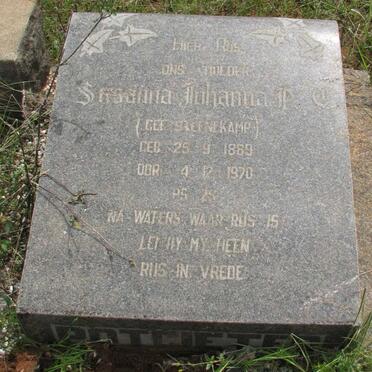 HIER RUS
ONS MOEDER
Susanna Johanna
(GEB STEENEKAMP)
GEB 25 9 1889
OOR 4 12 1970
PS 23
NA WATERS WAAR RUS IS
LEI HY MY HEEN
RUS IN VREDE